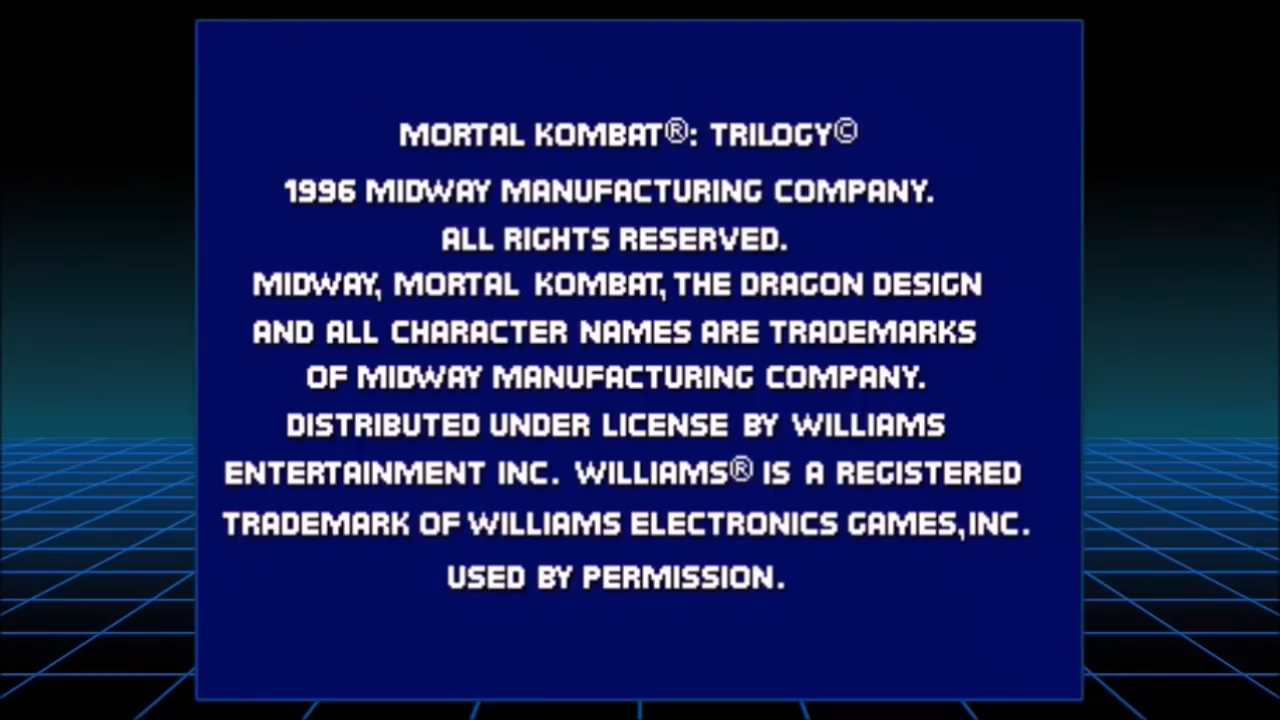 MORTAL KOMBAT®: TRILOGY©
1996 MIDWAY MANUFACTURING COMPANY.
ALL RIGHTS RESERVED.
MIDWAY, MORTAL KOMBAT, THE DRAGON DESIGN
AND ALL CHARACTER NAMES ARE TRADEMARKS
OF MIDWAY MANUFACTURING COMPANY.
DISTRIBUTED UNDER LICENSE BY WILLIAMS
ENTERTAINMENT INC. WILLIAMS® IS A REGISTERED
TRADEMARK OF WILLIAMS ELECTRONICS GAMES,INC.
USED BY PERMISSION.